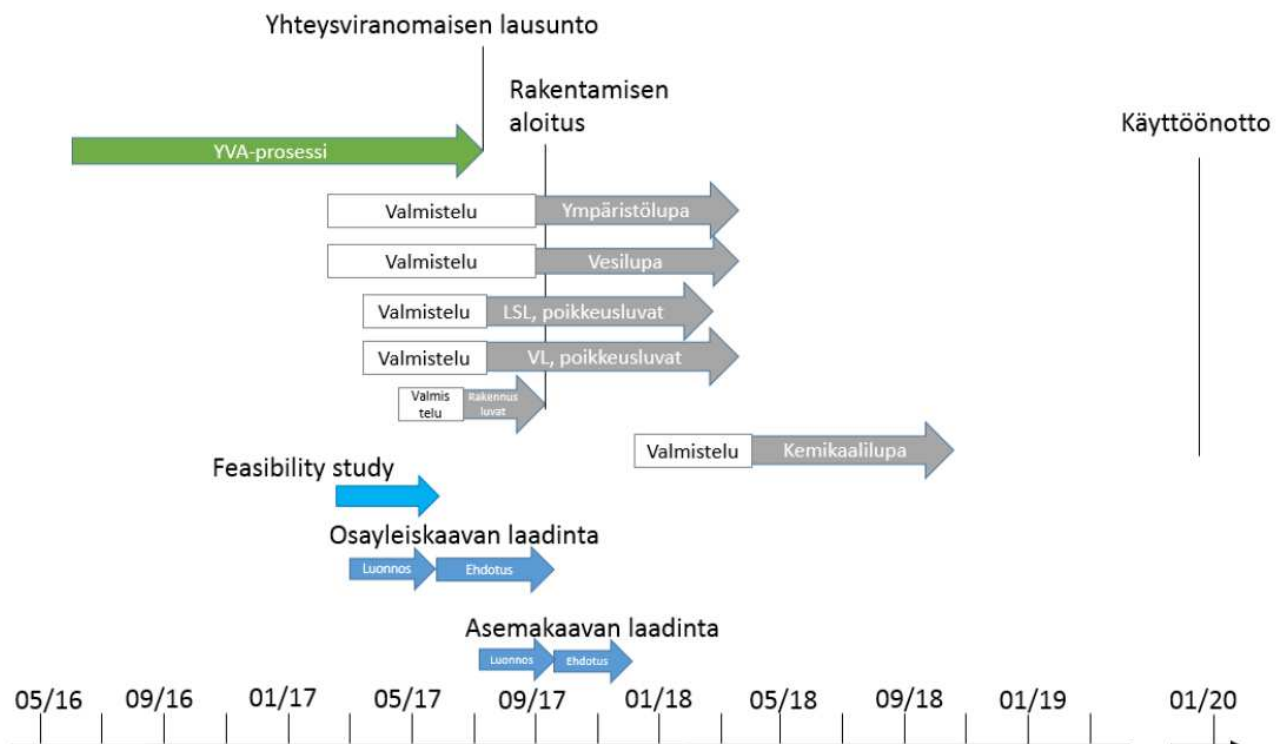 Yhteysviranomaisen lausunto
Rakentamisen
aloitus
Käyttöönotto
YVA-prosessi
Valmistelu Ympäristölupa
Valmistelu Vesilupa
Valmistelu LSL, poikkeusluvat
Valmistelu VL, poikkeusluvat
Valmis
telu
Rakennus
luvat
Valmistelu Kemikaalilupa
Feasibility study
Osayleiskaavan laadinta
Luonnos Ehdotus
Asemakaavan laadinta
Luonnos Ehdotus
05/16 09/16 01/17 05/17 09/17 01/18 05/18 09/18 01/19 01/20